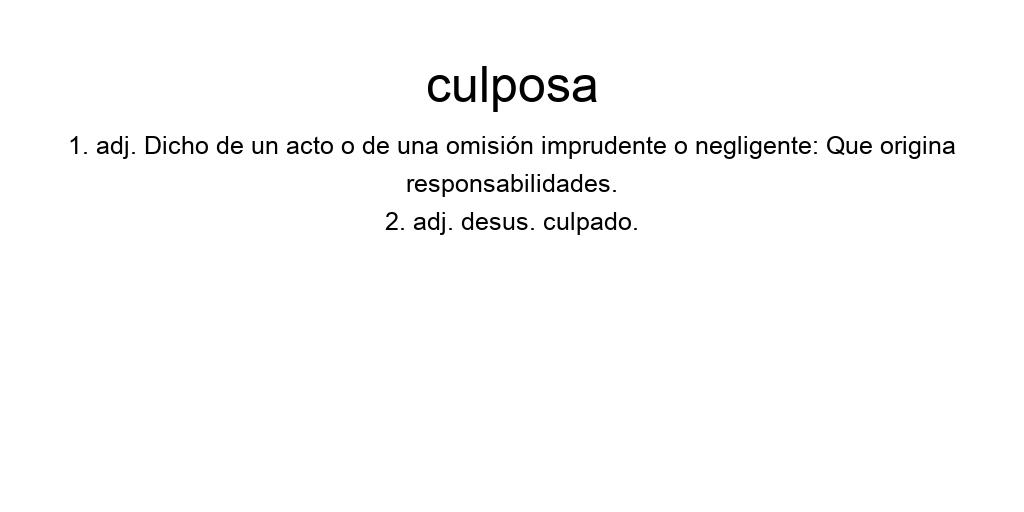 culposa
1. adj. Dicho de un acto o de una omisión imprudente o negligente: Que origina
responsabilidades.
2. adj. desus. culpado.